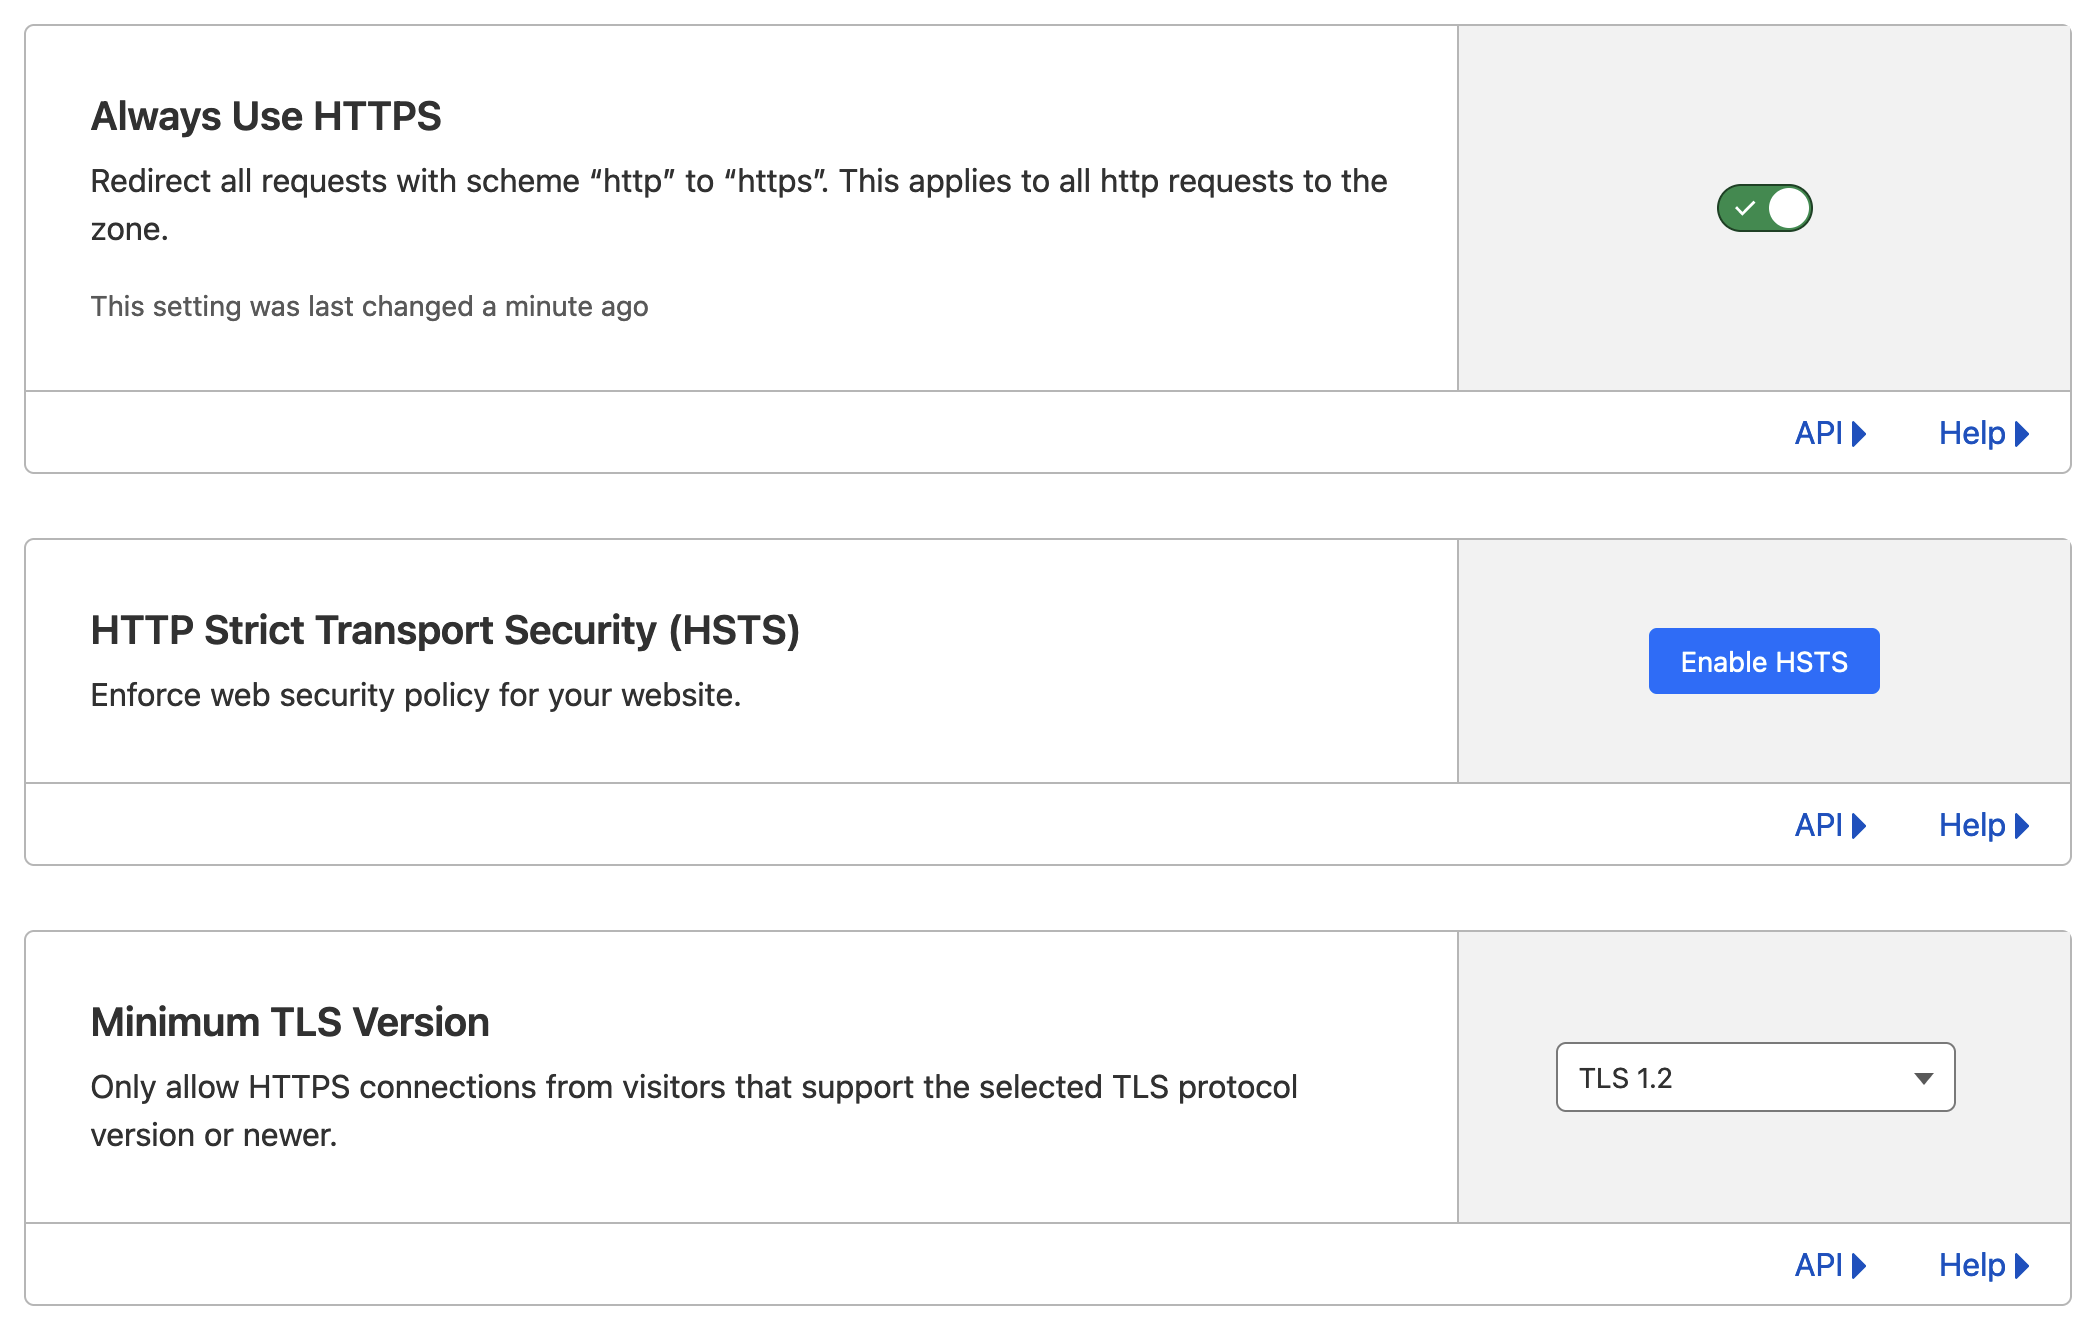 Always Use HTTPS
Redirect all requests with scheme “http” to “https”. This applies to all http requests to the
zone.
This setting was last changed a minute ago
API
Help
HTTP Strict Transport Security (HSTS)
Enforce web security policy for your website.
Enable HSTS
API
Help
Minimum TLS Version
Only allow HTTPS connections from visitors that support the selected TLS protocol
version or newer.
TLS 1.2
API
Help